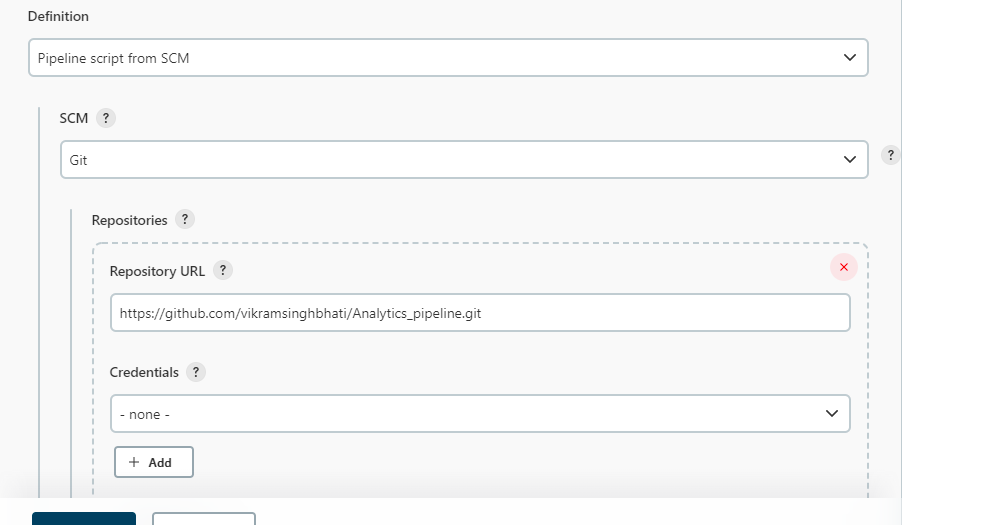 Definition
Pipeline script from SCM
SCM ?
Git
?
Repositories ?
Repository URL ?
https://github.com/vikramsinghbhati/Analytics_pipeline.git
Credentials ?
- none -
+ Add